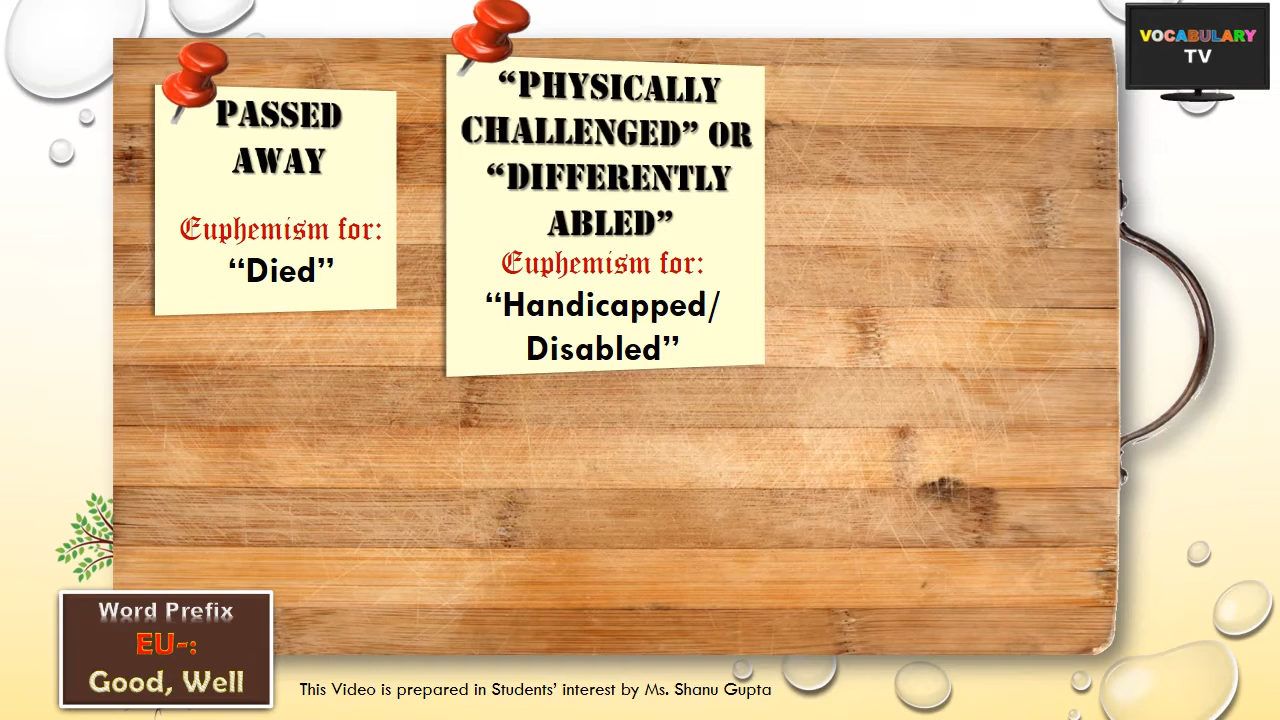 VOCABULARY
TV
PASSED
AWAY
Euphemism for:
“Died”
“PHYSICALLY
CHALLENGED” OR
“DIFFERENTLY
ABLED”
Euphemism for:
“Handicapped/
Disabled”
Word Prefix
EU-:
Good, Well
This Video is prepared in Students’ interest by Ms. Shanu Gupta